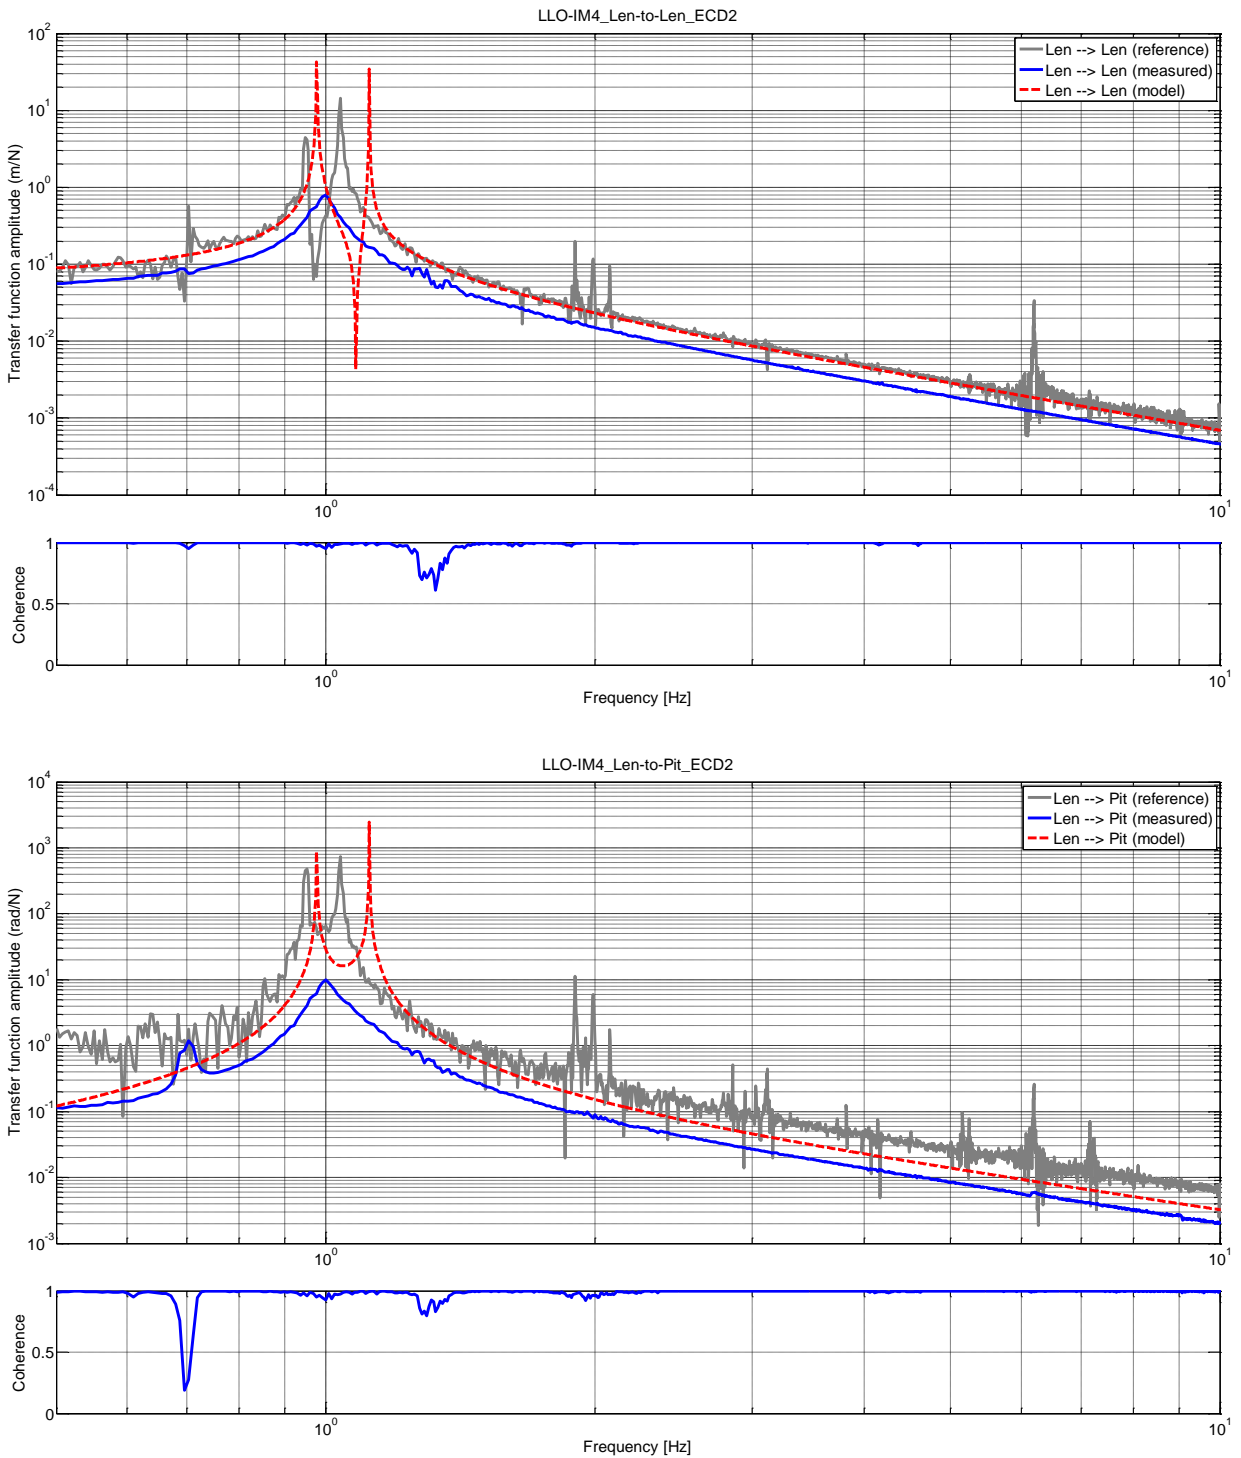 LLO-IM4_Len-to-Len_ECD2
Transfer function amplitude (m/N)
10^2
10^1
10^0
10^-1
10^-2
10^-3
10^-4
Len --> Len (reference)
Len --> Len (measured)
Len --> Len (model)
10^0
10^1
Coherence
1
0.5
0
10^0
10^1
Frequency [Hz]
LLO-IM4_Len-to-Pit_ECD2
Transfer function amplitude (rad/N)
10^4
10^3
10^2
10^1
10^0
10^-1
10^-2
10^-3
Len --> Pit (reference)
Len --> Pit (measured)
Len --> Pit (model)
10^0
10^1
Coherence
1
0.5
0
10^0
10^1
Frequency [Hz]